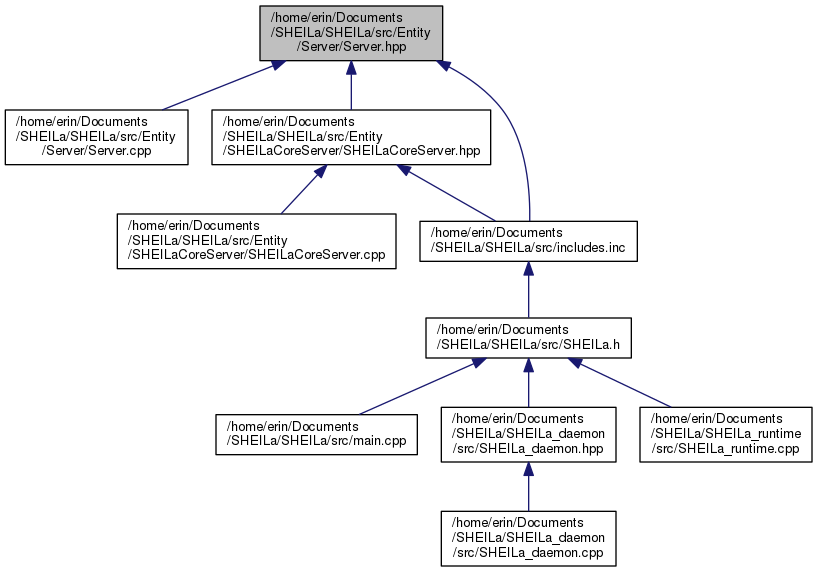 /home/erin/Documents
/SHEILa/SHEILa/src/Entity
/Server/Server.hpp
/home/erin/Documents
/SHEILa/SHEILa/src/Entity
/Server/Server.cpp
/home/erin/Documents
/SHEILa/SHEILa/src/Entity
/SHEILaCoreServer/SHEILaCoreServer.hpp
/home/erin/Documents
/SHEILa/SHEILa/src/Entity
/SHEILaCoreServer/SHEILaCoreServer.cpp
/home/erin/Documents
/SHEILa/SHEILa/src/includes.inc
/home/erin/Documents
/SHEILa/SHEILa/src/SHEILa.h
/home/erin/Documents
/SHEILa/SHEILa/src/main.cpp
/home/erin/Documents
/SHEILa/SHEILa_daemon
/src/SHEILa_daemon.hpp
/home/erin/Documents
/SHEILa/SHEILa_runtime
/src/SHEILa_runtime.cpp
/home/erin/Documents
/SHEILa/SHEILa_daemon
/src/SHEILa_daemon.cpp